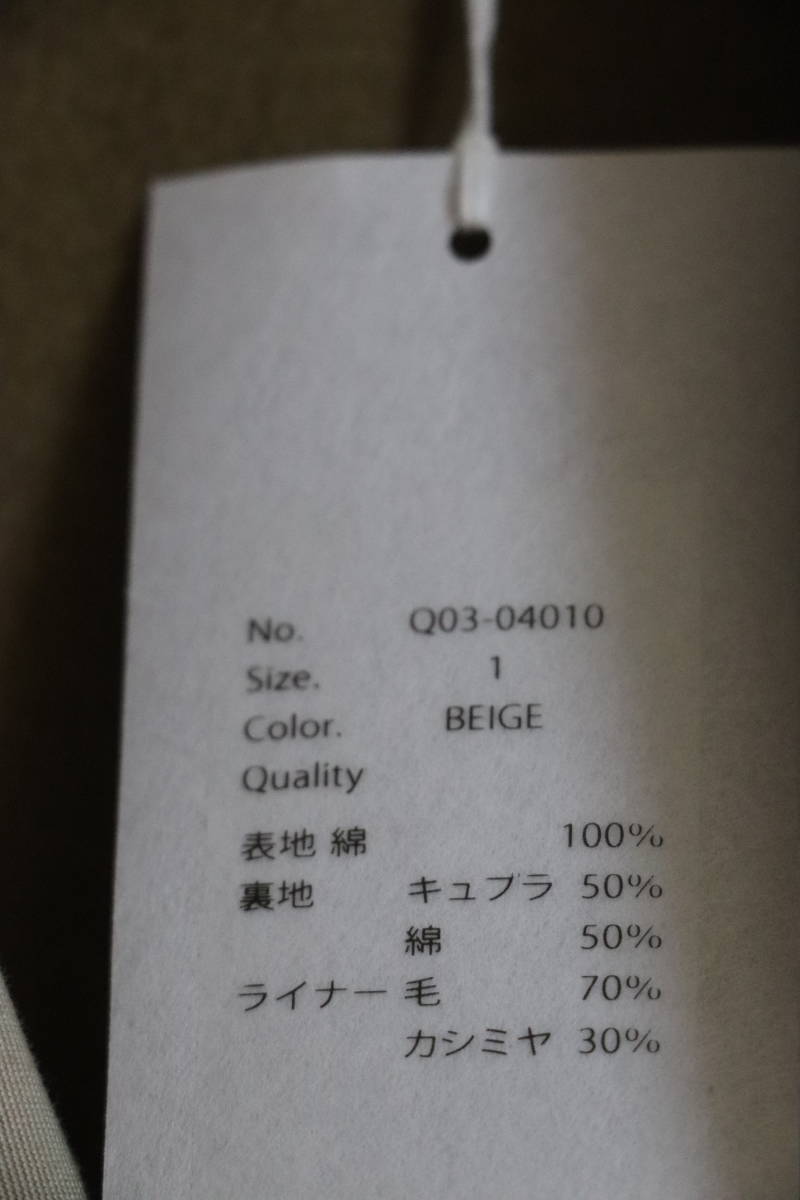 No. Q03-04010
Size. 1
Color. BEIGE
Quality
表地 綿 100%
裏地 キュプラ 50%
綿 50%
ライナー 毛 70%
カシミヤ 30%